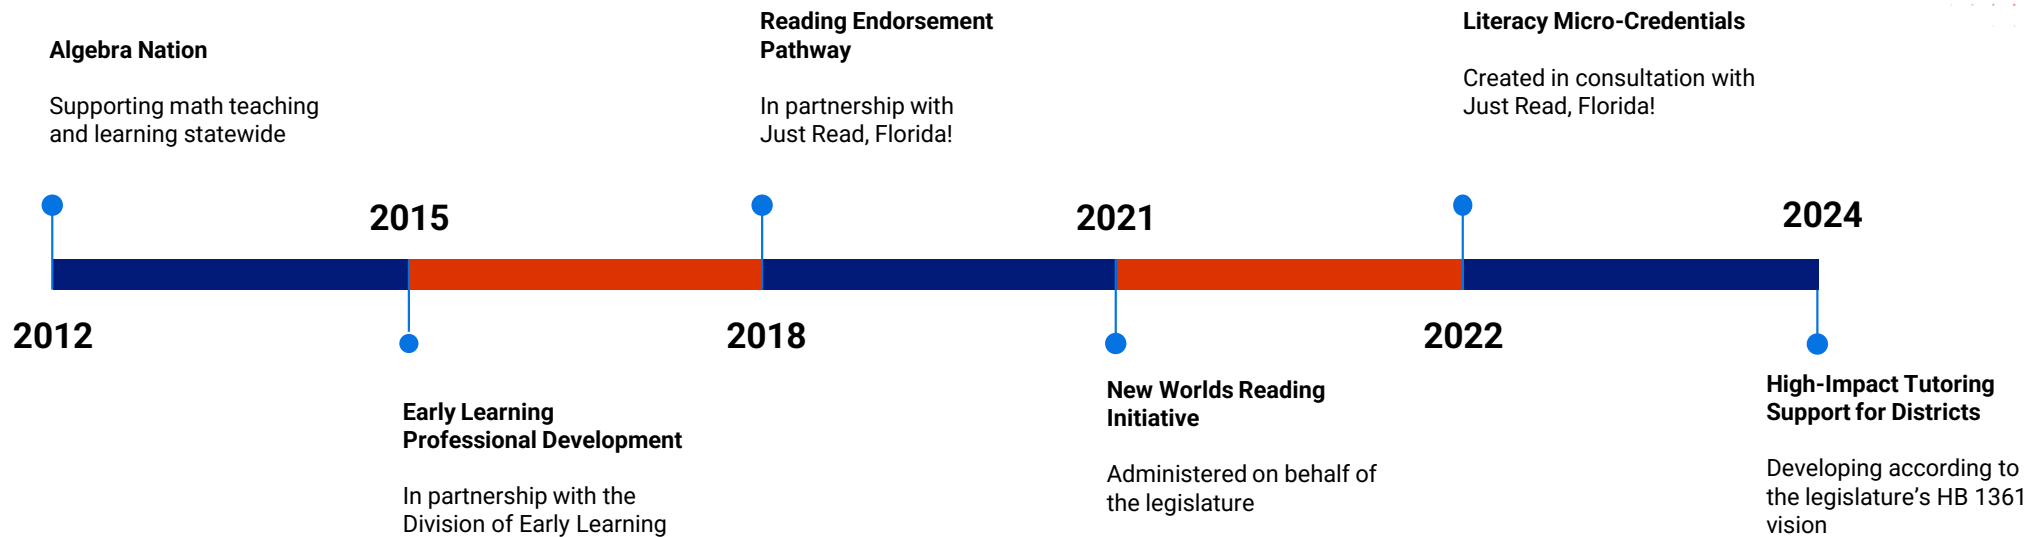 Algebra Nation
Supporting math teaching
and learning statewide
2012
2015
Early Learning
Professional Development
In partnership with the
Division of Early Learning
Reading Endorsement
Pathway
In partnership with
Just Read, Florida!
2018
2021
New Worlds Reading
Initiative
Administered on behalf of
the legislature
Literacy Micro-Credentials
Created in consultation with
Just Read, Florida!
2022
2024
High-Impact Tutoring
Support for Districts
Developing according to
the legislature's HB 1361
vision